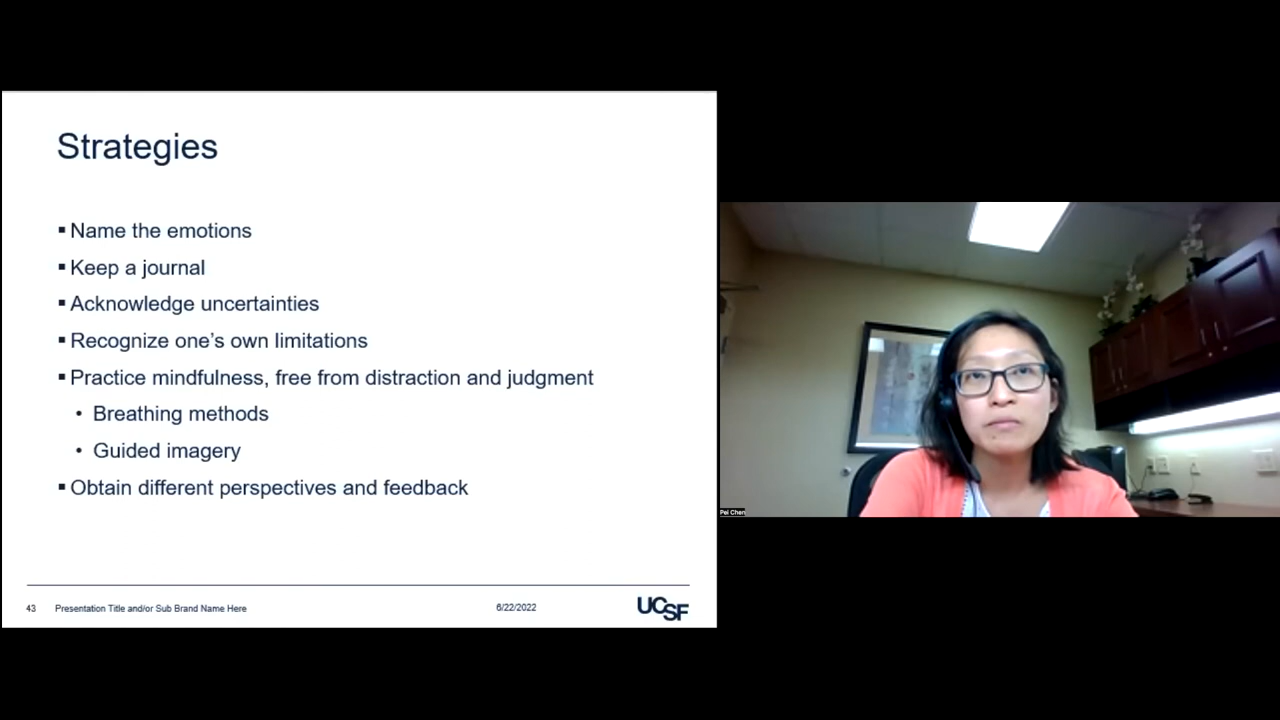 Strategies
▪ Name the emotions
▪ Keep a journal
▪ Acknowledge uncertainties
▪ Recognize one’s own limitations
▪ Practice mindfulness, free from distraction and judgment
• Breathing methods
• Guided imagery
▪ Obtain different perspectives and feedback
43 Presentation Title and/or Sub Brand Name Here 6/22/2022 UCSF
Pei Chen